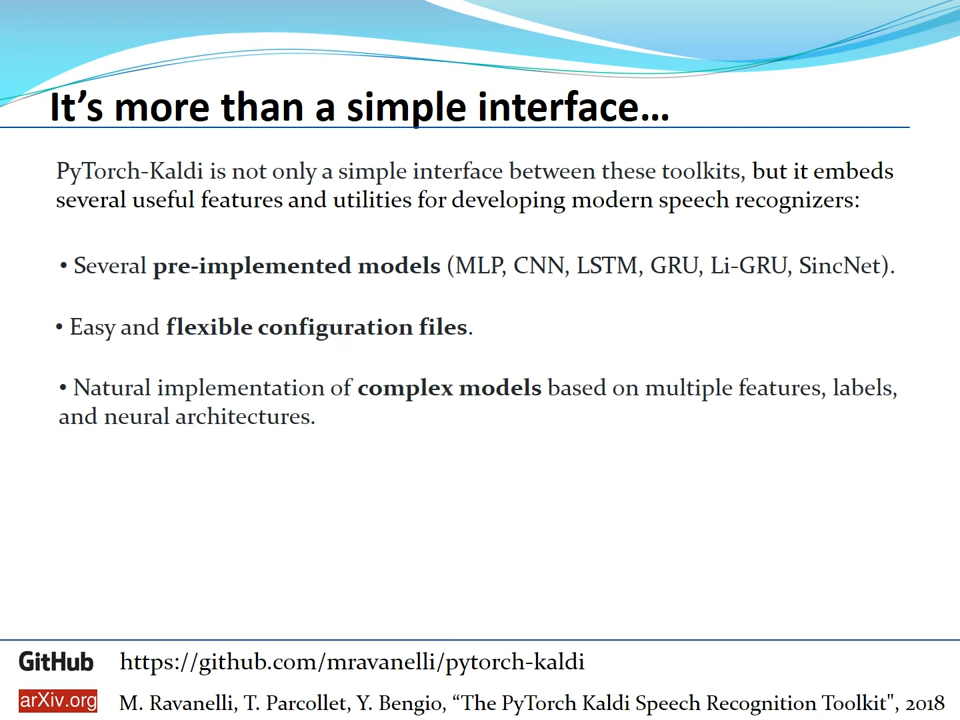 It’s more than a simple interface…
PyTorch-Kaldi is not only a simple interface between these toolkits, but it embeds
several useful features and utilities for developing modern speech recognizers:
• Several pre-implemented models (MLP, CNN, LSTM, GRU, Li-GRU, SincNet).
• Easy and flexible configuration files.
• Natural implementation of complex models based on multiple features, labels,
and neural architectures.
GitHub https://github.com/mravanelli/pytorch-kaldi
arXiv.org M. Ravanelli, T. Parcollet, Y. Bengio, “The PyTorch Kaldi Speech Recognition Toolkit", 2018